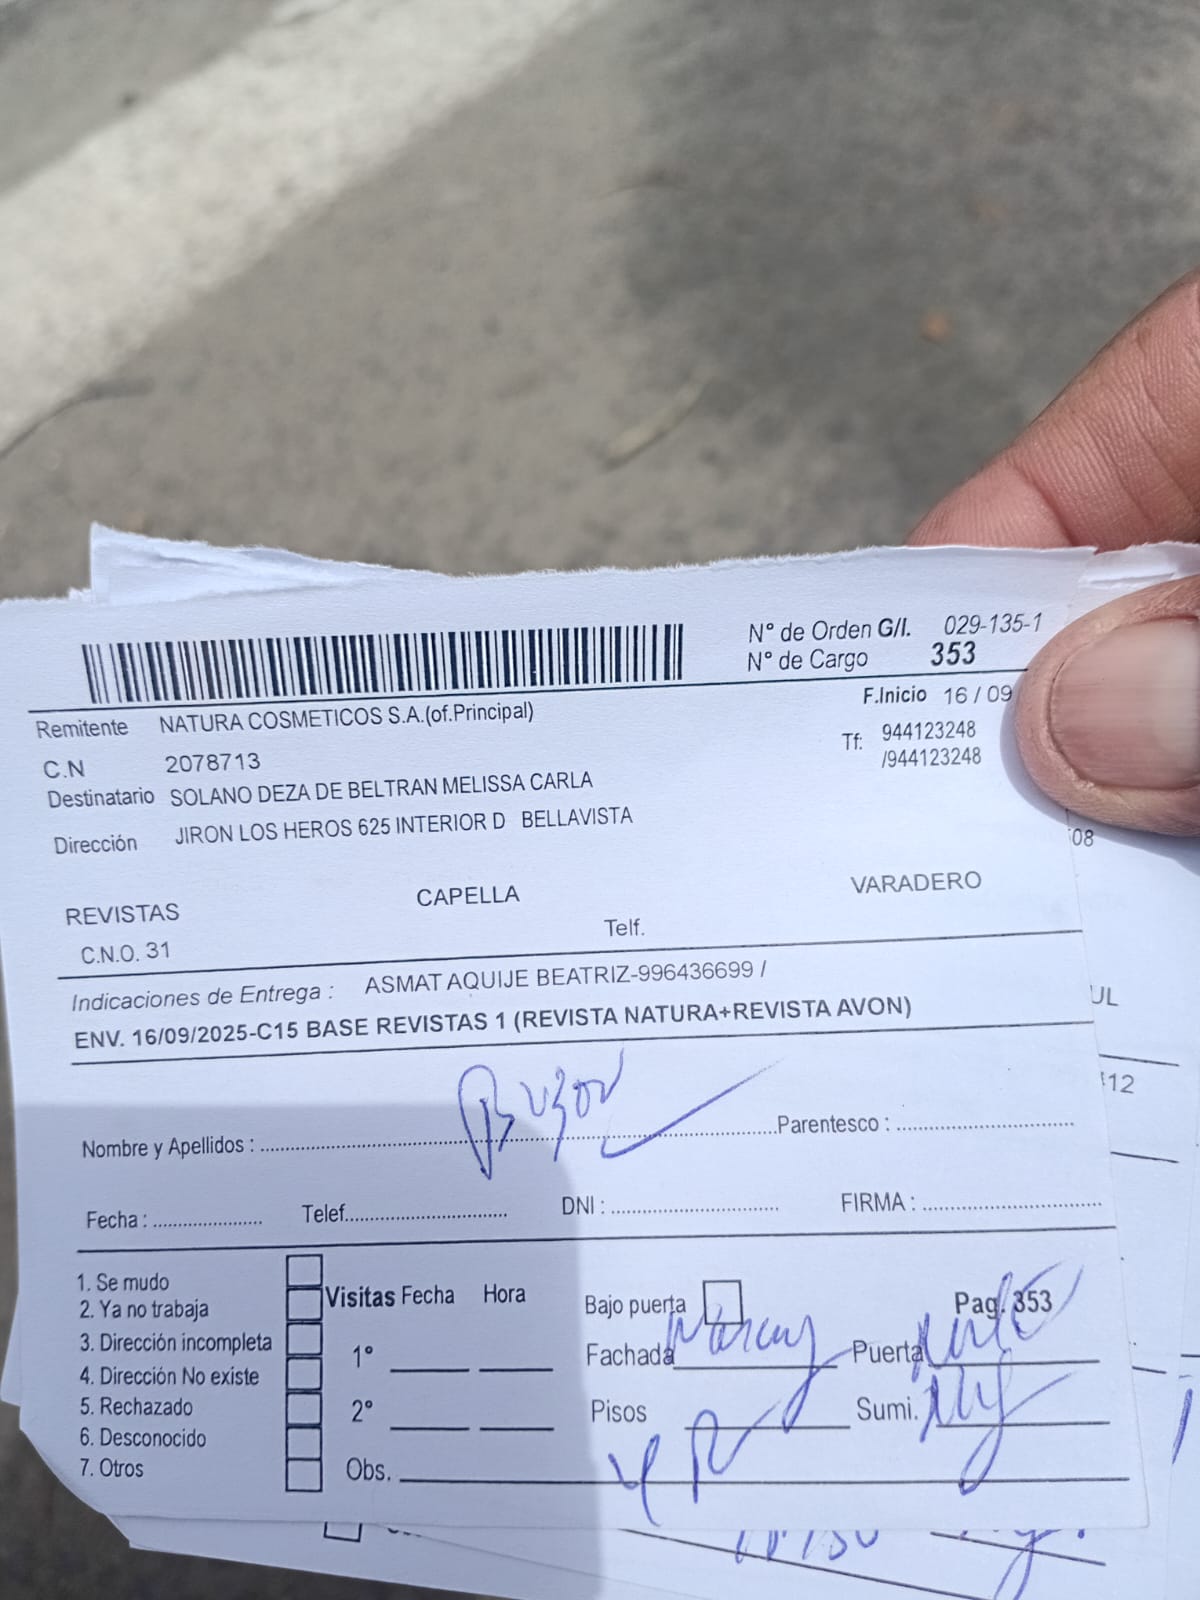 N° de Orden G/I. 029-135-1
N° de Cargo 353
F.Inicio 16 / 09
Remitente NATURA COSMETICOS S.A.(of.Principal)
Tf: 944123248
/944123248
C.N 2078713
Destinatario SOLANO DEZA DE BELTRAN MELISSA CARLA
Dirección JIRON LOS HEROS 625 INTERIOR D BELLAVISTA
08
REVISTAS CAPELLA VARADERO
C.N.O. 31 Telf.
Indicaciones de Entrega : ASMAT AQUIJE BEATRIZ-996436699 /
UL
ENV. 16/09/2025-C15 BASE REVISTAS 1 (REVISTA NATURA+REVISTA AVON)
12
Buzon
Nombre y Apellidos : Parentesco :
Fecha : Telef. DNI : FIRMA :
1. Se mudo
2. Ya no trabaja
3. Dirección incompleta
4. Dirección No existe
5. Rechazado
6. Desconocido
7. Otros
Visitas Fecha Hora
1°
2°
Obs.
Bajo puerta Pag. 353
Fachada Puerta
Pisos Sumi.
4 P